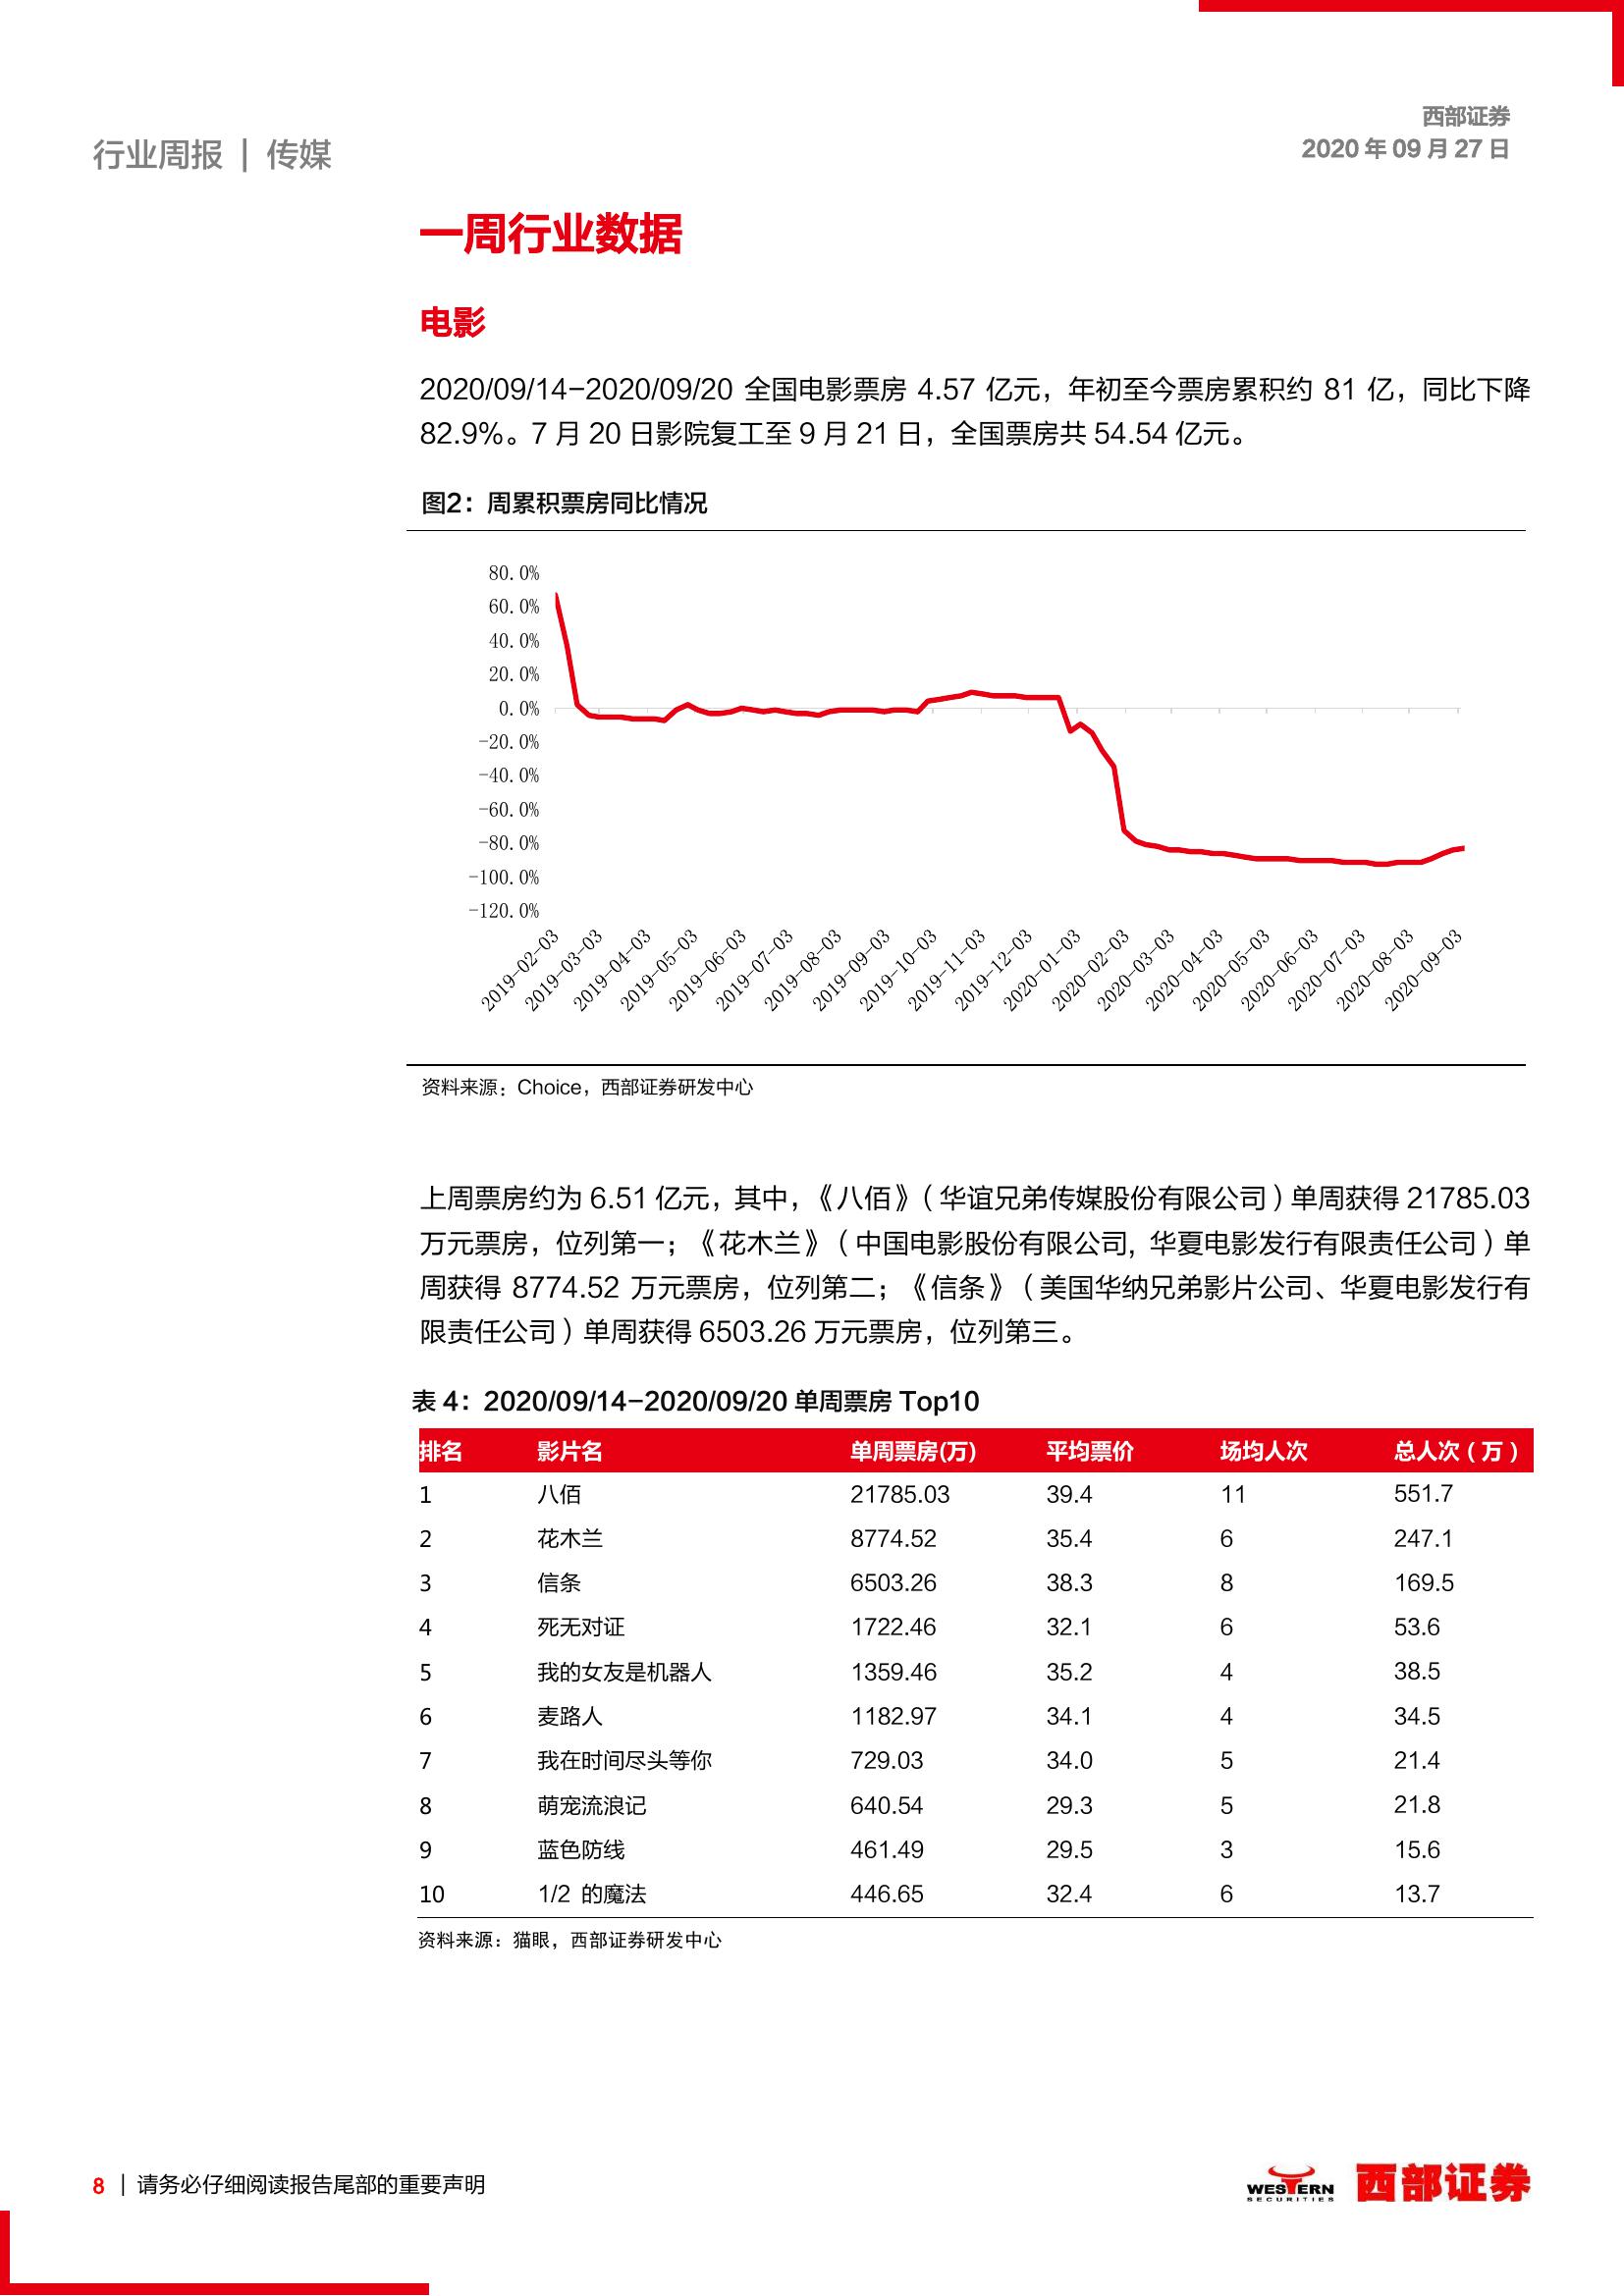 西部证券
行业周报 | 传媒
2020 年 09 月 27 日
一周行业数据
电影
2020/09/14-2020/09/20 全国电影票房 4.57 亿元，年初至今票房累积约 81 亿，同比下降
82.9%。7 月 20 日影院复工至 9 月 21 日，全国票房共 54.54 亿元。
图2：周累积票房同比情况
80.0%
60.0%
40.0%
20.0%
0.0%
-20.0%
-40.0%
-60.0%
-80.0%
-100.0%
-120.0%
2019-02-03
2019-03-03
2019-04-03
2019-05-03
2019-06-03
2019-07-03
2019-08-03
2019-09-03
2019-10-03
2019-11-03
2019-12-03
2020-01-03
2020-02-03
2020-03-03
2020-04-03
2020-05-03
2020-06-03
2020-07-03
2020-08-03
2020-09-03
资料来源：Choice，西部证券研发中心
上周票房约为 6.51 亿元，其中，《八佰》（华谊兄弟传媒股份有限公司）单周获得 21785.03
万元票房，位列第一；《花木兰》（中国电影股份有限公司, 华夏电影发行有限责任公司）单
周获得 8774.52 万元票房，位列第二；《信条》（美国华纳兄弟影片公司、华夏电影发行有
限责任公司）单周获得 6503.26 万元票房，位列第三。
表 4：2020/09/14-2020/09/20 单周票房 Top10
排名 影片名 单周票房(万) 平均票价 场均人次 总人次（万）
1 八佰 21785.03 39.4 11 551.7
2 花木兰 8774.52 35.4 6 247.1
3 信条 6503.26 38.3 8 169.5
4 死无对证 1722.46 32.1 6 53.6
5 我的女友是机器人 1359.46 35.2 4 38.5
6 麦路人 1182.97 34.1 4 34.5
7 我在时间尽头等你 729.03 34.0 5 21.4
8 萌宠流浪记 640.54 29.3 5 21.8
9 蓝色防线 461.49 29.5 3 15.6
10 1/2 的魔法 446.65 32.4 6 13.7
资料来源：猫眼，西部证券研发中心
8 | 请务必仔细阅读报告尾部的重要声明
WESTERN
SECURITIES
西部证券